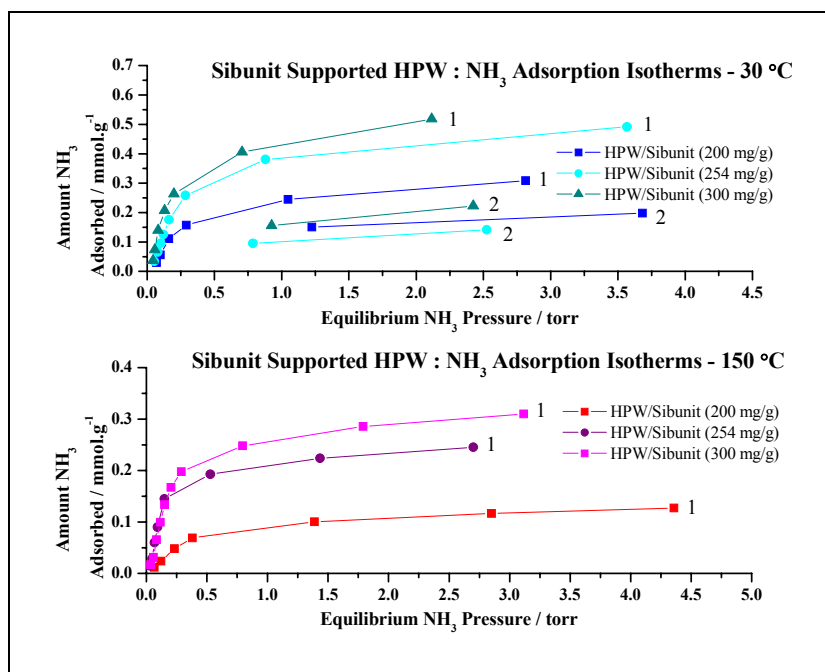 Sibunit Supported HPW : NH3 Adsorption Isotherms - 30 °C
0.7
0.6
0.5
0.4
0.3
0.2
0.1
0.0
Amount NH3
Adsorbed / mmol.g-1
1
1
1
2
2
2
HPW/Sibunit (200 mg/g)
HPW/Sibunit (254 mg/g)
HPW/Sibunit (300 mg/g)
0.0 0.5 1.0 1.5 2.0 2.5 3.0 3.5 4.0 4.5
Equilibrium NH3 Pressure / torr
Sibunit Supported HPW : NH3 Adsorption Isotherms - 150 °C
0.4
0.3
0.2
0.1
0.0
Amount NH3
Adsorbed / mmol.g-1
1
1
1
HPW/Sibunit (200 mg/g)
HPW/Sibunit (254 mg/g)
HPW/Sibunit (300 mg/g)
0.0 0.5 1.0 1.5 2.0 2.5 3.0 3.5 4.0 4.5 5.0
Equilibrium NH3 Pressure / torr